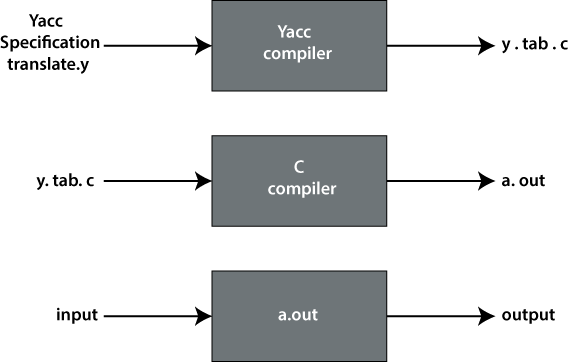 Yacc
Specification
translate.y
Yacc
compiler
y . tab . c
y. tab. c
C
compiler
a. out
input
a.out
output